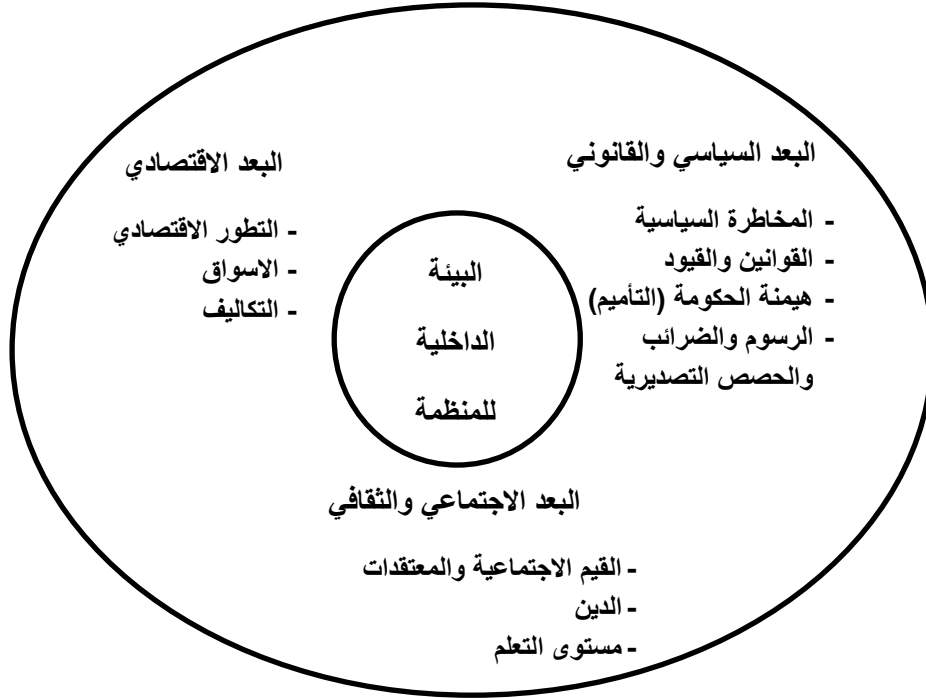 البعد السياسي والقانوني
- المخاطرة السياسية
- القوانين والقيود
- هيمنة الحكومة (التأميم)
- الرسوم والضرائب
والحصص التصديرية
البعد الاقتصادي
- التطور الاقتصادي
- الاسواق
- التكاليف
البيئة
الداخلية
للمنظمة
البعد الاجتماعي والثقافي
- القيم الاجتماعية والمعتقدات
- الدين
- مستوى التعلم